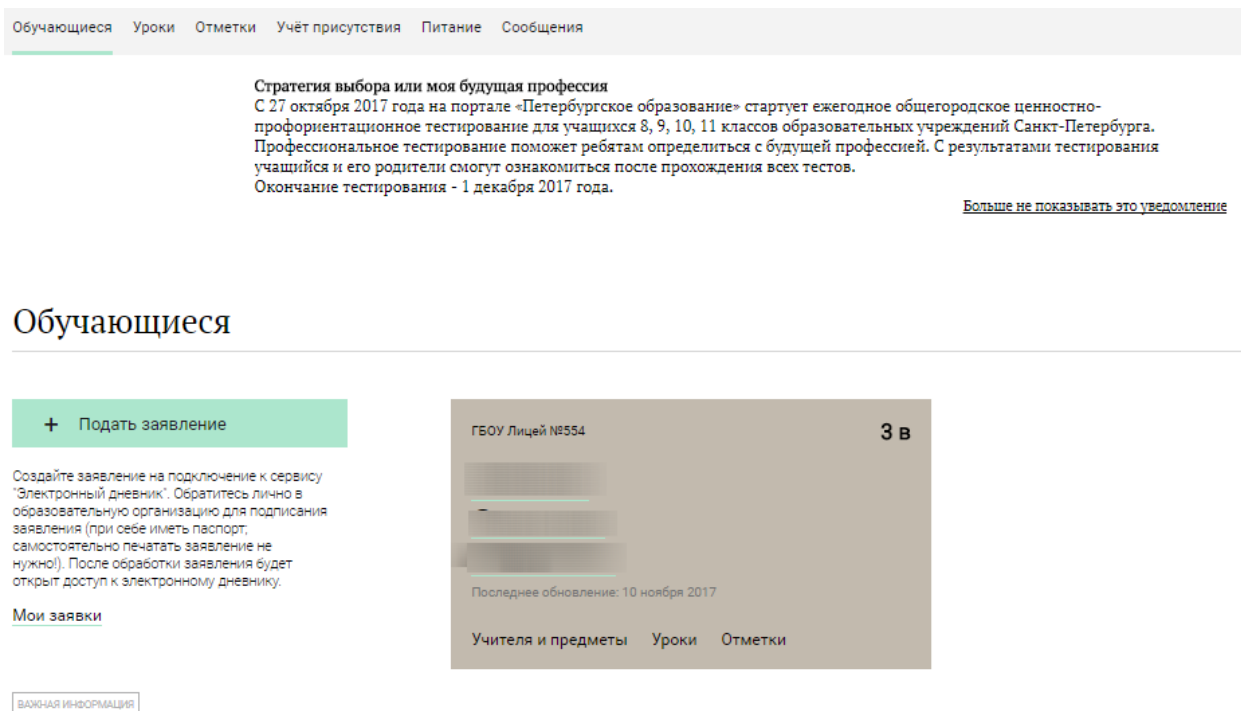 Обучающиеся Уроки Отметки Учёт присутствия Питание Сообщения
Стратегия выбора или моя будущая профессия
С 27 октября 2017 года на портале «Петербургское образование» стартует ежегодное общегородское ценностно-
профориентационное тестирование для учащихся 8, 9, 10, 11 классов образовательных учреждений Санкт-Петербурга.
Профессиональное тестирование поможет ребятам определиться с будущей профессией. С результатами тестирования
учащийся и его родители смогут ознакомиться после прохождения всех тестов.
Окончание тестирования - 1 декабря 2017 года.
Больше не показывать это уведомление
Обучающиеся
+ Подать заявление
Создайте заявление на подключение к сервису
"Электронный дневник". Обратитесь лично в
образовательную организацию для подписания
заявления (при себе иметь паспорт;
самостоятельно печатать заявление не
нужно!). После обработки заявления будет
открыт доступ к электронному дневнику.
Мои заявки
ВАЖНАЯ ИНФОРМАЦИЯ
ГБОУ Лицей №554 3 в
Последнее обновление: 10 ноября 2017
Учителя и предметы Уроки Отметки